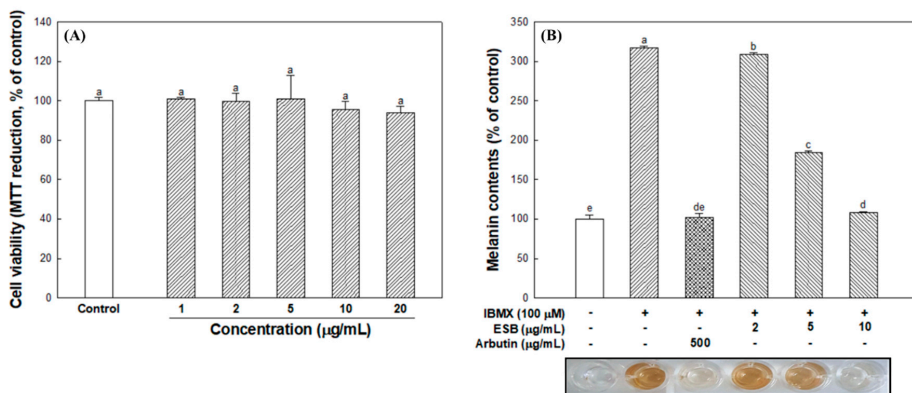 (A)
Cell viability (MTT reduction, % of control)
140
120
100
80
60
40
20
0
a
a
a
a
a
a
Control
1
2
5
10
20
Concentration (μg/mL)
(B)
Melanin contents (% of control)
350
300
250
200
150
100
50
0
e
a
de
b
c
d
IBMX (100 μM) - + + + + +
ESB (μg/mL) - - - 2 5 10
Arbutin (μg/mL) - - 500 - - -